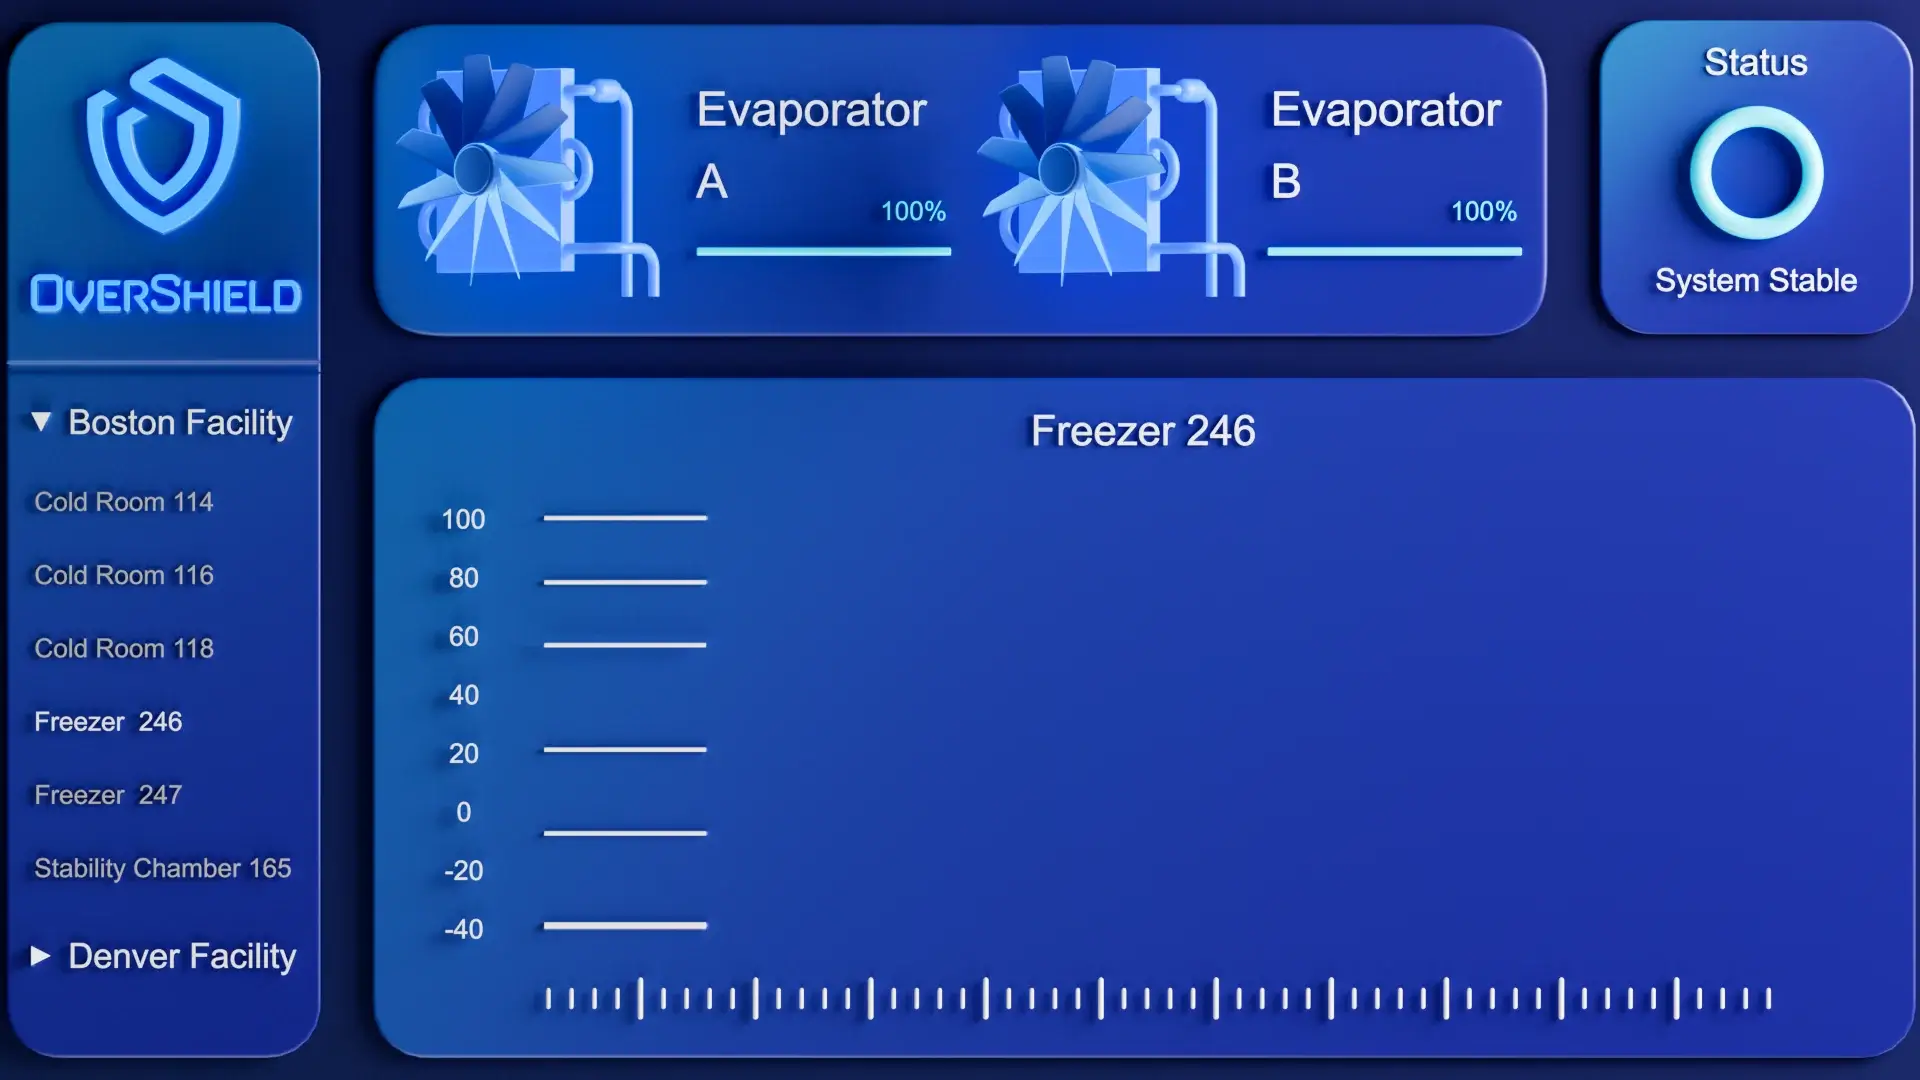 OVERSHIELD
Boston Facility
Cold Room 114
Cold Room 116
Cold Room 118
Freezer 246
Freezer 247
Stability Chamber 165
Denver Facility
Evaporator
A
100%
Evaporator
B
100%
Status
System Stable
Freezer 246
100
80
60
40
20
0
-20
-40